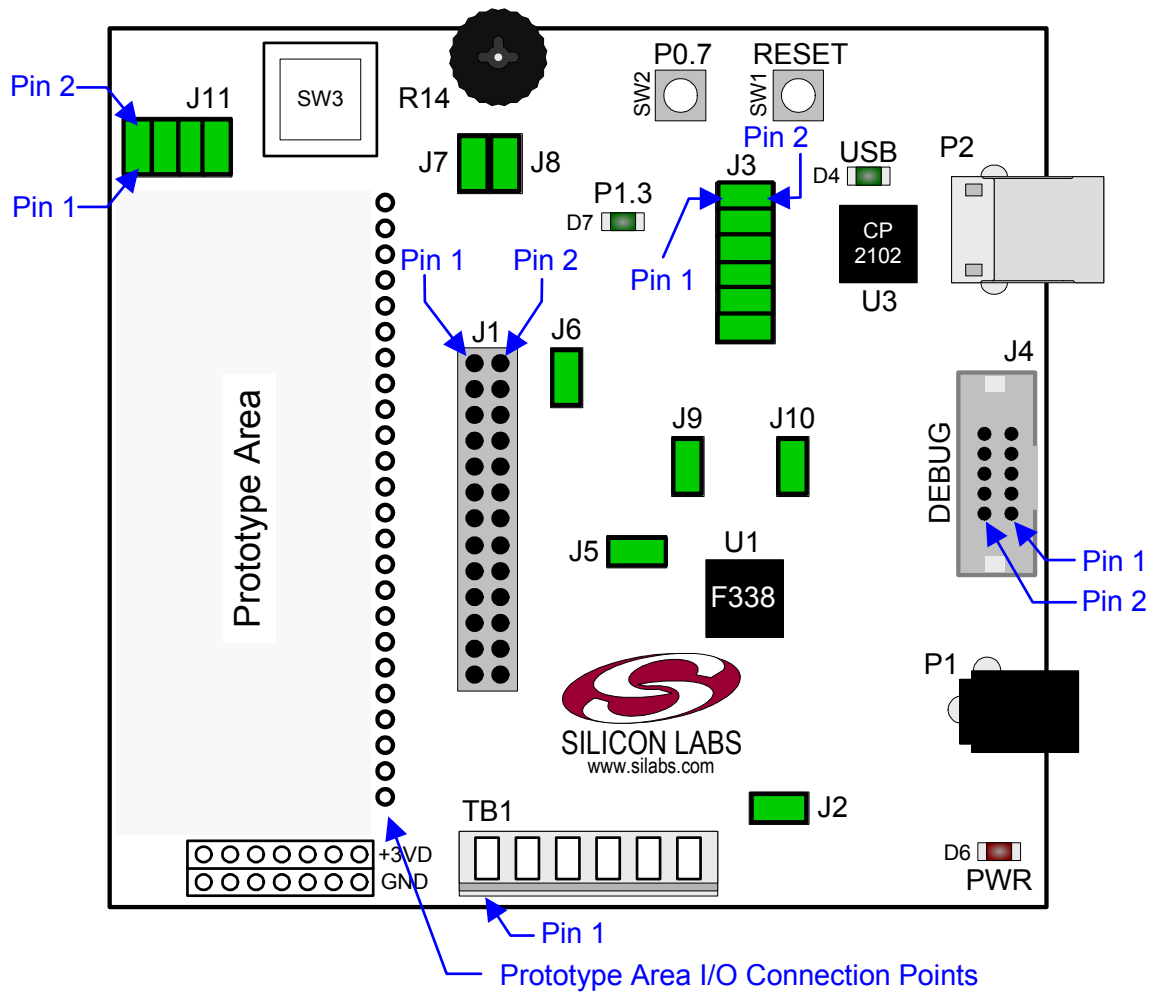 P0.7
RESET
Pin 2
J11
SW3
R14
SW2
SW1
Pin 2
J7
J8
J3
USB
P2
D4
Pin 1
P1.3
D7
CP
2102
Pin 1
Pin 2
Pin 1
U3
J1
J6
J4
J9
J10
DEBUG
Prototype Area
J5
U1
Pin 1
F338
Pin 2
P1
SILICON LABS
www.silabs.com
TB1
J2
+3VD
D6
GND
PWR
Pin 1
Prototype Area I/O Connection Points